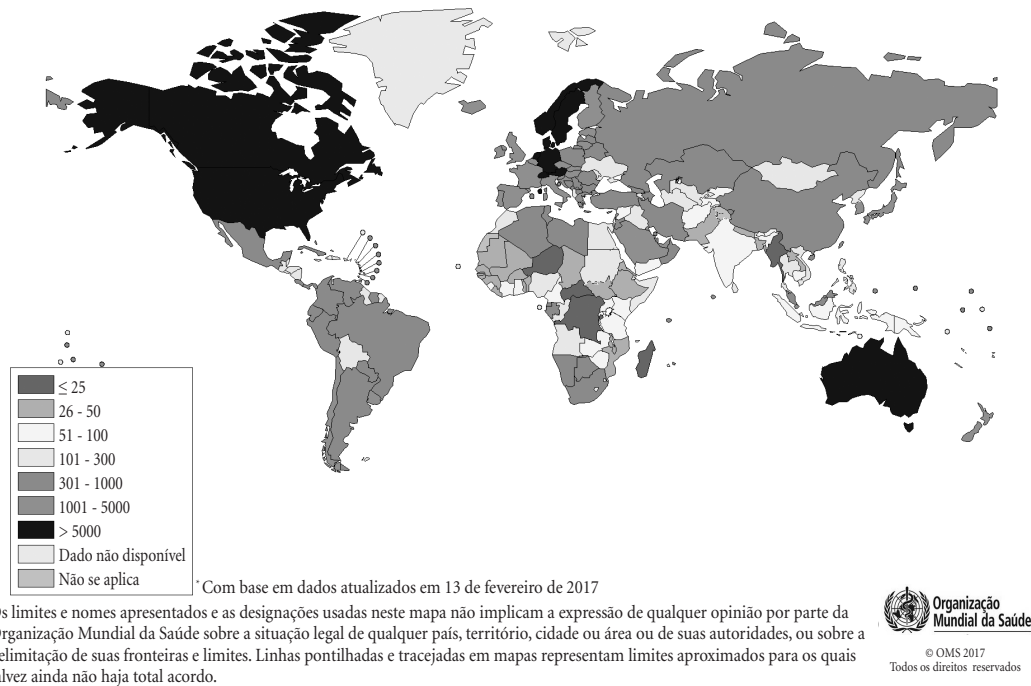 ≤ 25
26 - 50
51 - 100
101 - 300
301 - 1000
1001 - 5000
> 5000
Dado não disponível
Não se aplica
* Com base em dados atualizados em 13 de fevereiro de 2017
s limites e nomes apresentados e as designações usadas neste mapa não implicam a expressão de qualquer opinião por parte da
rganização Mundial da Saúde sobre a situação legal de qualquer país, território, cidade ou área ou de suas autoridades, ou sobre a
elimitação de suas fronteiras e limites. Linhas pontilhadas e tracejadas em mapas representam limites aproximados para os quais
alvez ainda não haja total acordo.
Organização
Mundial da Saúde
© OMS 2017
Todos os direitos reservados